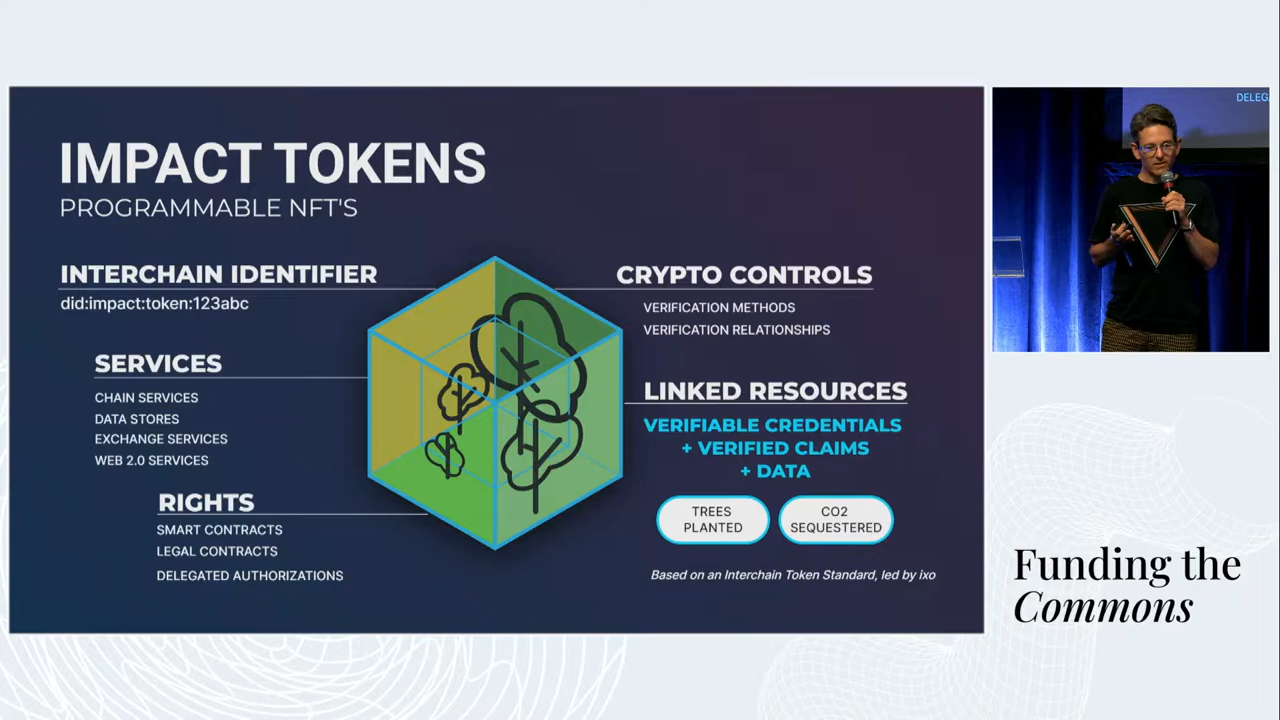 IMPACT TOKENS
PROGRAMMABLE NFT'S
INTERCHAIN IDENTIFIER
did:impact:token:123abc
SERVICES
CHAIN SERVICES
DATA STORES
EXCHANGE SERVICES
WEB 2.0 SERVICES
RIGHTS
SMART CONTRACTS
LEGAL CONTRACTS
DELEGATED AUTHORIZATIONS
CRYPTO CONTROLS
VERIFICATION METHODS
VERIFICATION RELATIONSHIPS
LINKED RESOURCES
VERIFIABLE CREDENTIALS
+ VERIFIED CLAIMS
+ DATA
TREES
PLANTED
CO2
SEQUESTERED
Based on an Interchain Token Standard, led by ixo
DELEG
Funding the
Commons